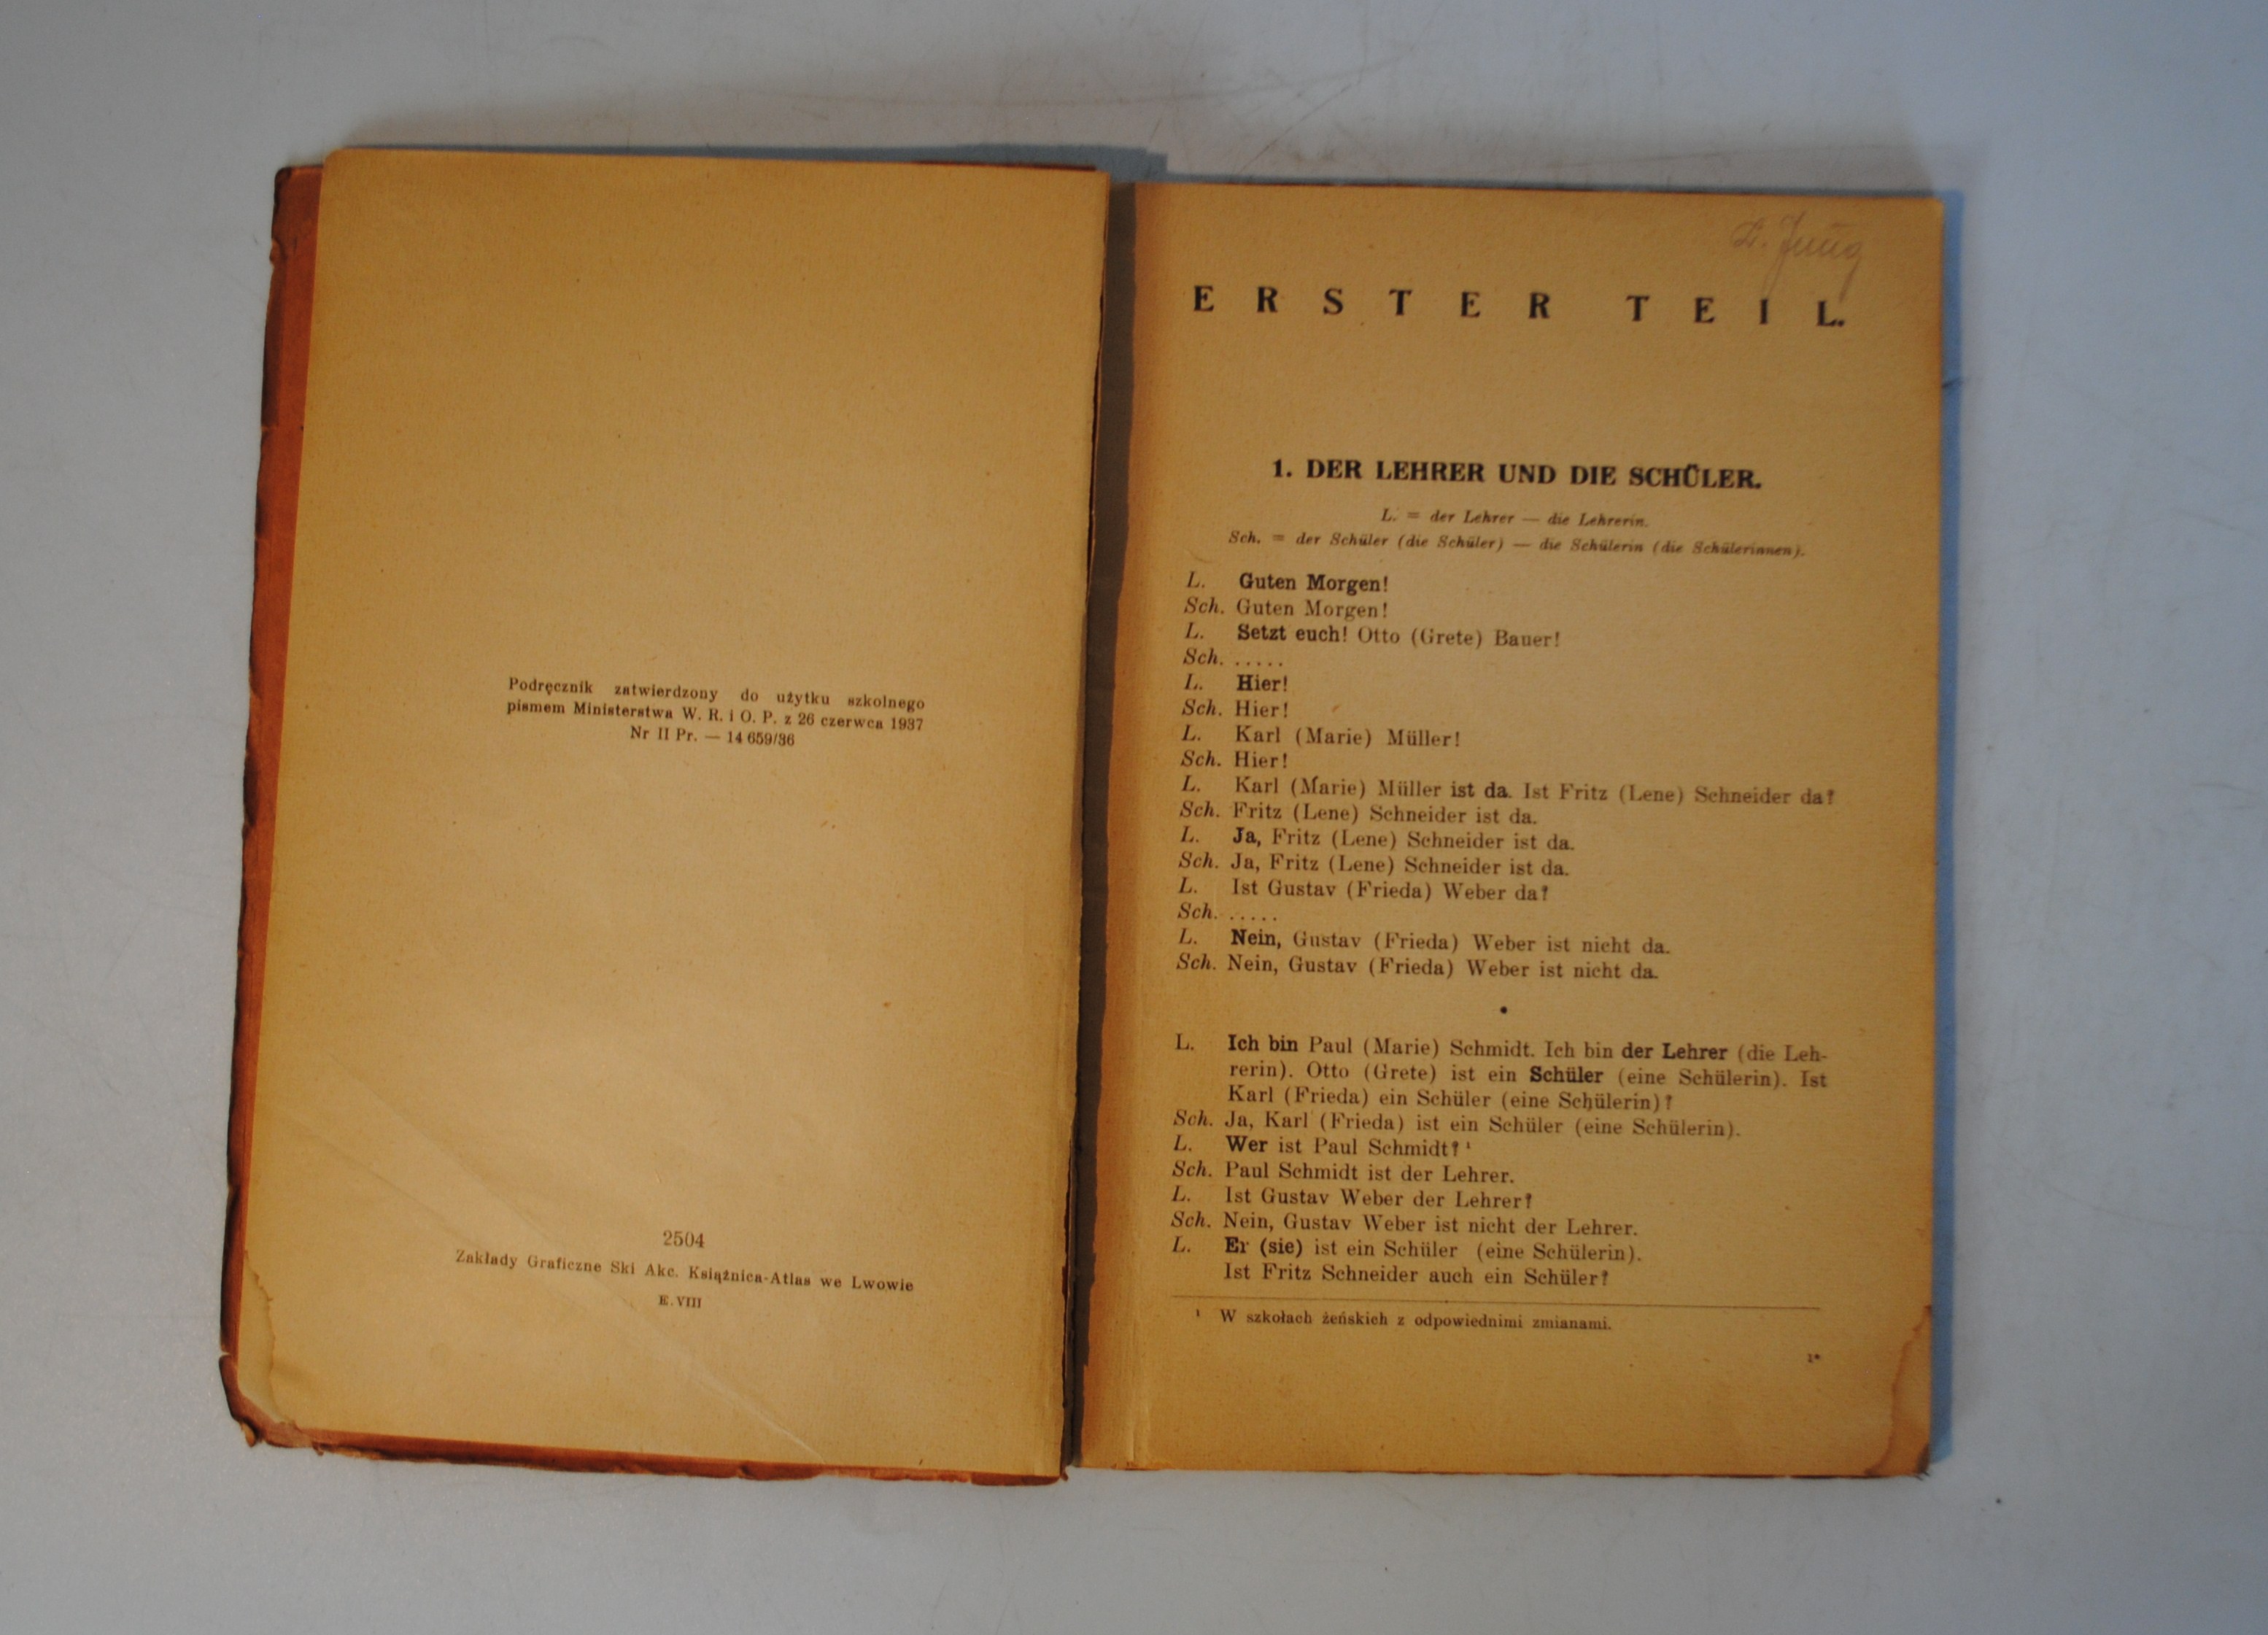 Podręcznik zatwierdzony do użytku szkolnego
pismem Ministerstwa W. R. i O. P. z 26 czerwca 1937
Nr II Pr. — 14 659/36
2504
Zakłady Graficzne Ski Akc. Książnica-Atlas we Lwowie
E. VIII
ERSTER TEIL.
1. DER LEHRER UND DIE SCHÜLER.
L. = der Lehrer — die Lehrerin.
Sch. = der Schüler (die Schüler) — die Schülerin (die Schülerinnen).
L. Guten Morgen!
Sch. Guten Morgen!
L. Setzt euch! Otto (Grete) Bauer!
Sch. .....
L. Hier!
Sch. Hier!
L. Karl (Marie) Müller!
Sch. Hier!
L. Karl (Marie) Müller ist da. Ist Fritz (Lene) Schneider da?
Sch. Fritz (Lene) Schneider ist da.
L. Ja, Fritz (Lene) Schneider ist da.
Sch. Ja, Fritz (Lene) Schneider ist da.
L. Ist Gustav (Frieda) Weber da?
Sch. .....
L. Nein, Gustav (Frieda) Weber ist nicht da.
Sch. Nein, Gustav (Frieda) Weber ist nicht da.
L. Ich bin Paul (Marie) Schmidt. Ich bin der Lehrer (die Leh-
rerin). Otto (Grete) ist ein Schüler (eine Schülerin). Ist
Karl (Frieda) ein Schüler (eine Schülerin)?
Sch. Ja, Karl (Frieda) ist ein Schüler (eine Schülerin).
L. Wer ist Paul Schmidt? ¹
Sch. Paul Schmidt ist der Lehrer.
L. Ist Gustav Weber der Lehrer?
Sch. Nein, Gustav Weber ist nicht der Lehrer.
L. Er (sie) ist ein Schüler (eine Schülerin).
Ist Fritz Schneider auch ein Schüler?
¹ W szkołach żeńskich z odpowiednimi zmianami.
1*